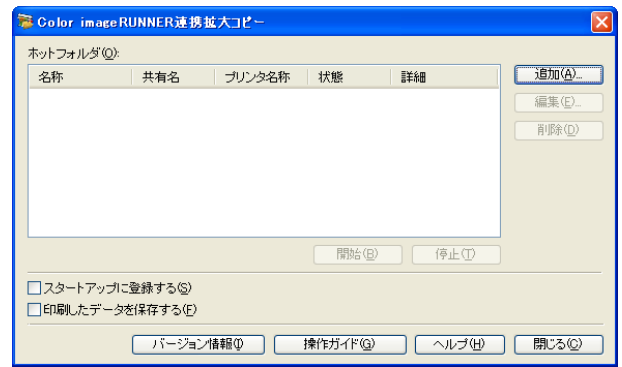 Color imageRUNNER連携拡大コピー
ホットフォルダ(O):
名称 共有名 プリンタ名称 状態 詳細
追加(A)...
編集(E)...
削除(D)
開始(B) 停止(T)
スタートアップに登録する(S)
印刷したデータを保存する(F)
バージョン情報(I) 操作ガイド(G) ヘルプ(H) 閉じる(C)